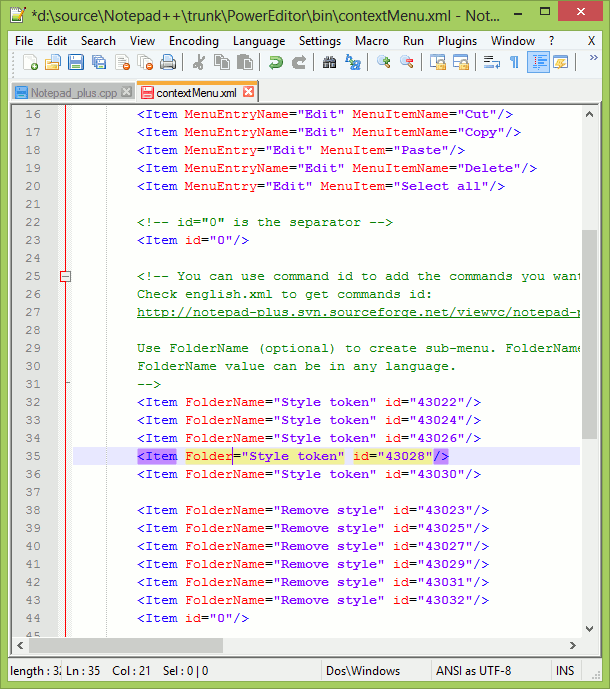 *d:\source\Notepad++\trunk\PowerEditor\bin\contextMenu.xml - Not...
File Edit Search View Encoding Language Settings Macro Run Plugins Window ? X
Notepad_plus.cpp contextMenu.xml
16 <Item MenuEntryName="Edit" MenuItemName="Cut"/>
17 <Item MenuEntryName="Edit" MenuItemName="Copy"/>
18 <Item MenuEntry="Edit" MenuItem="Paste"/>
19 <Item MenuEntryName="Edit" MenuItemName="Delete"/>
20 <Item MenuEntry="Edit" MenuItem="Select all"/>
21
22 <!-- id="0" is the separator -->
23 <Item id="0"/>
24
25 <!-- You can use command id to add the commands you want
26 Check english.xml to get commands id:
27 http://notepad-plus.svn.sourceforge.net/viewvc/notepad-p
28
29 Use FolderName (optional) to create sub-menu. FolderName
30 FolderName value can be in any language.
31 -->
32 <Item FolderName="Style token" id="43022"/>
33 <Item FolderName="Style token" id="43024"/>
34 <Item FolderName="Style token" id="43026"/>
35 <Item Folder="Style token" id="43028"/>
36 <Item FolderName="Style token" id="43030"/>
37
38 <Item FolderName="Remove style" id="43023"/>
39 <Item FolderName="Remove style" id="43025"/>
40 <Item FolderName="Remove style" id="43027"/>
41 <Item FolderName="Remove style" id="43029"/>
42 <Item FolderName="Remove style" id="43031"/>
43 <Item FolderName="Remove style" id="43032"/>
44 <Item id="0"/>
45
length : 32 Ln : 35 Col : 21 Sel : 0 | 0 Dos\Windows ANSI as UTF-8 INS